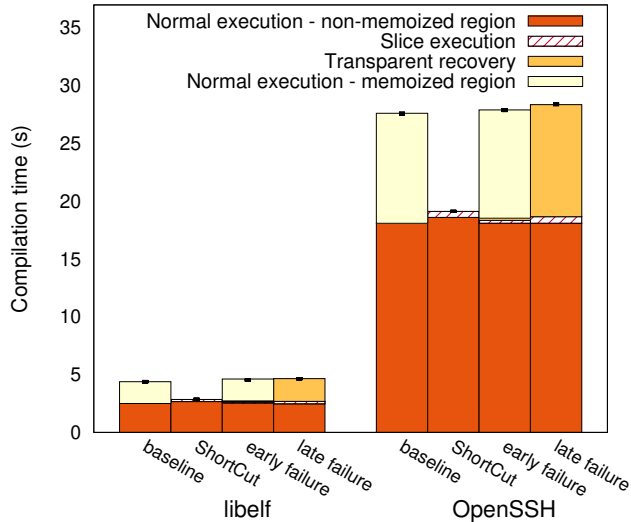 Normal execution - non-memoized region
Slice execution
Transparent recovery
Normal execution - memoized region
Compilation time (s)
35
30
25
20
15
10
5
0
baseline
ShortCut
early failure
late failure
baseline
ShortCut
early failure
late failure
libelf
OpenSSH